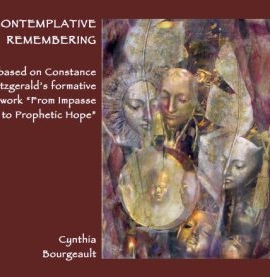 ONTEMPLATIVE
REMEMBERING
based on Constance
tzgerald's formative
work "From Impasse
to Prophetic Hope"
Cynthia
Bourgeault